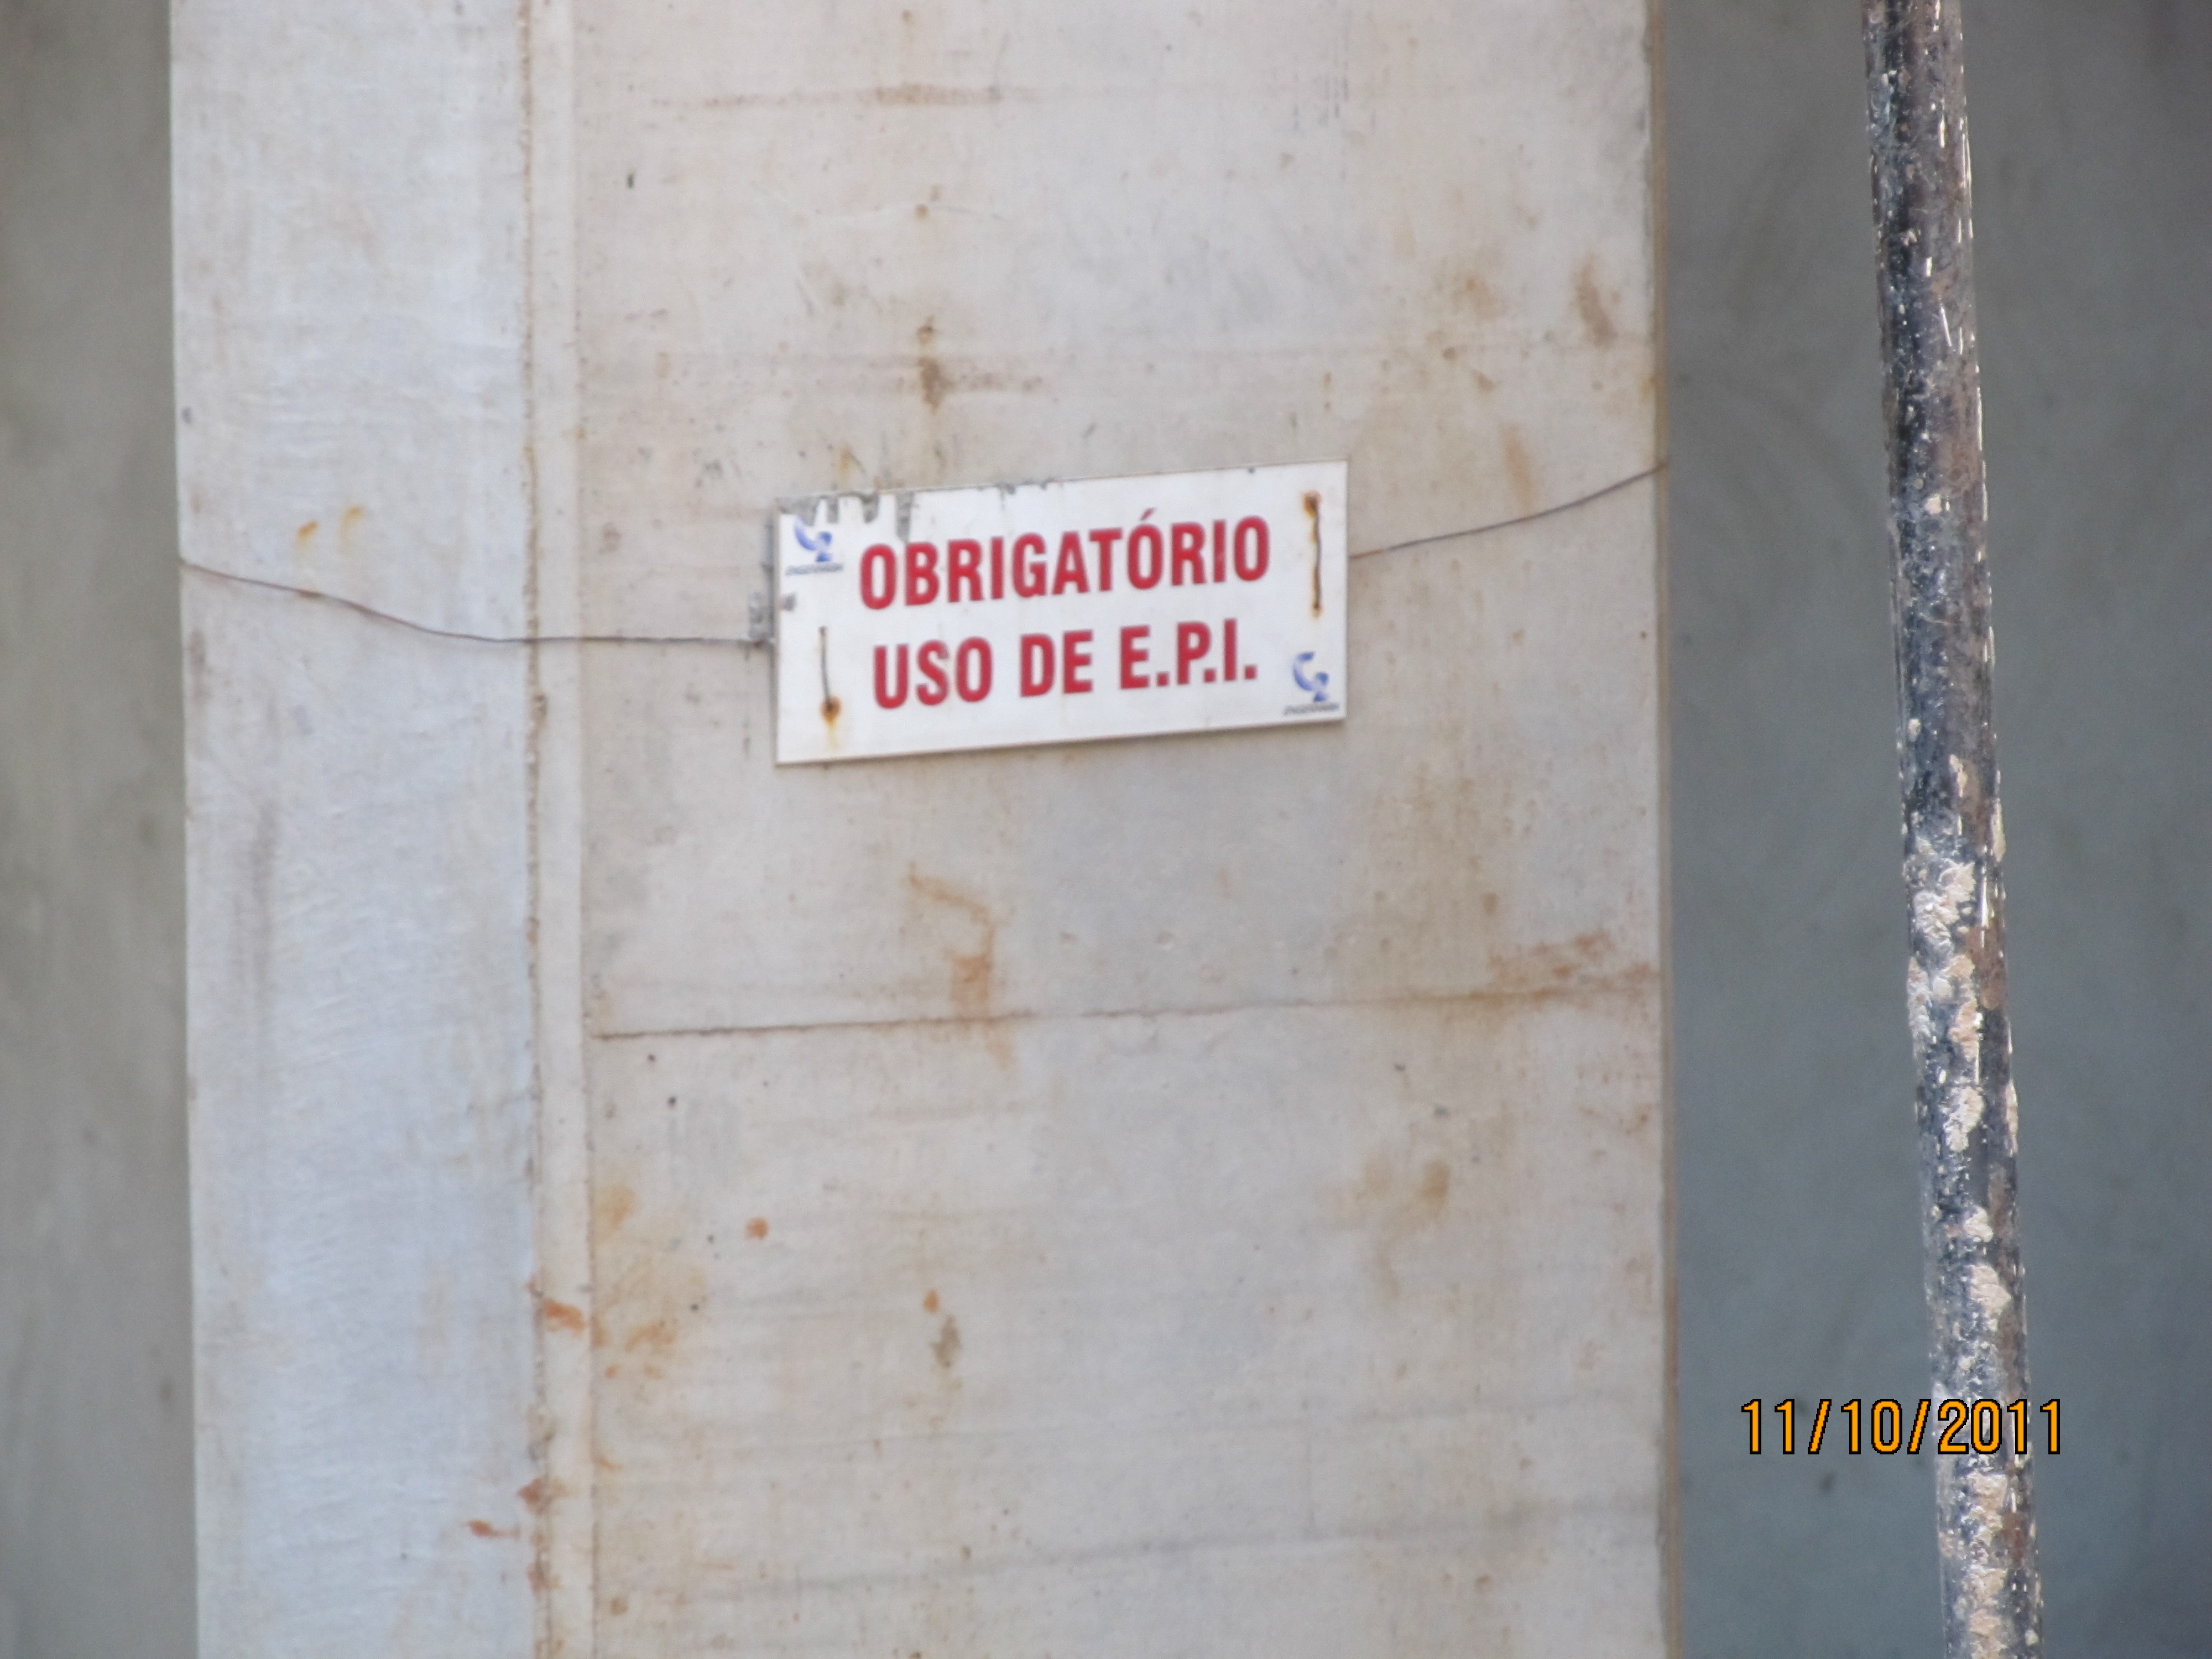 OBRIGATÓRIO
USO DE E.P.I.
11/10/2011